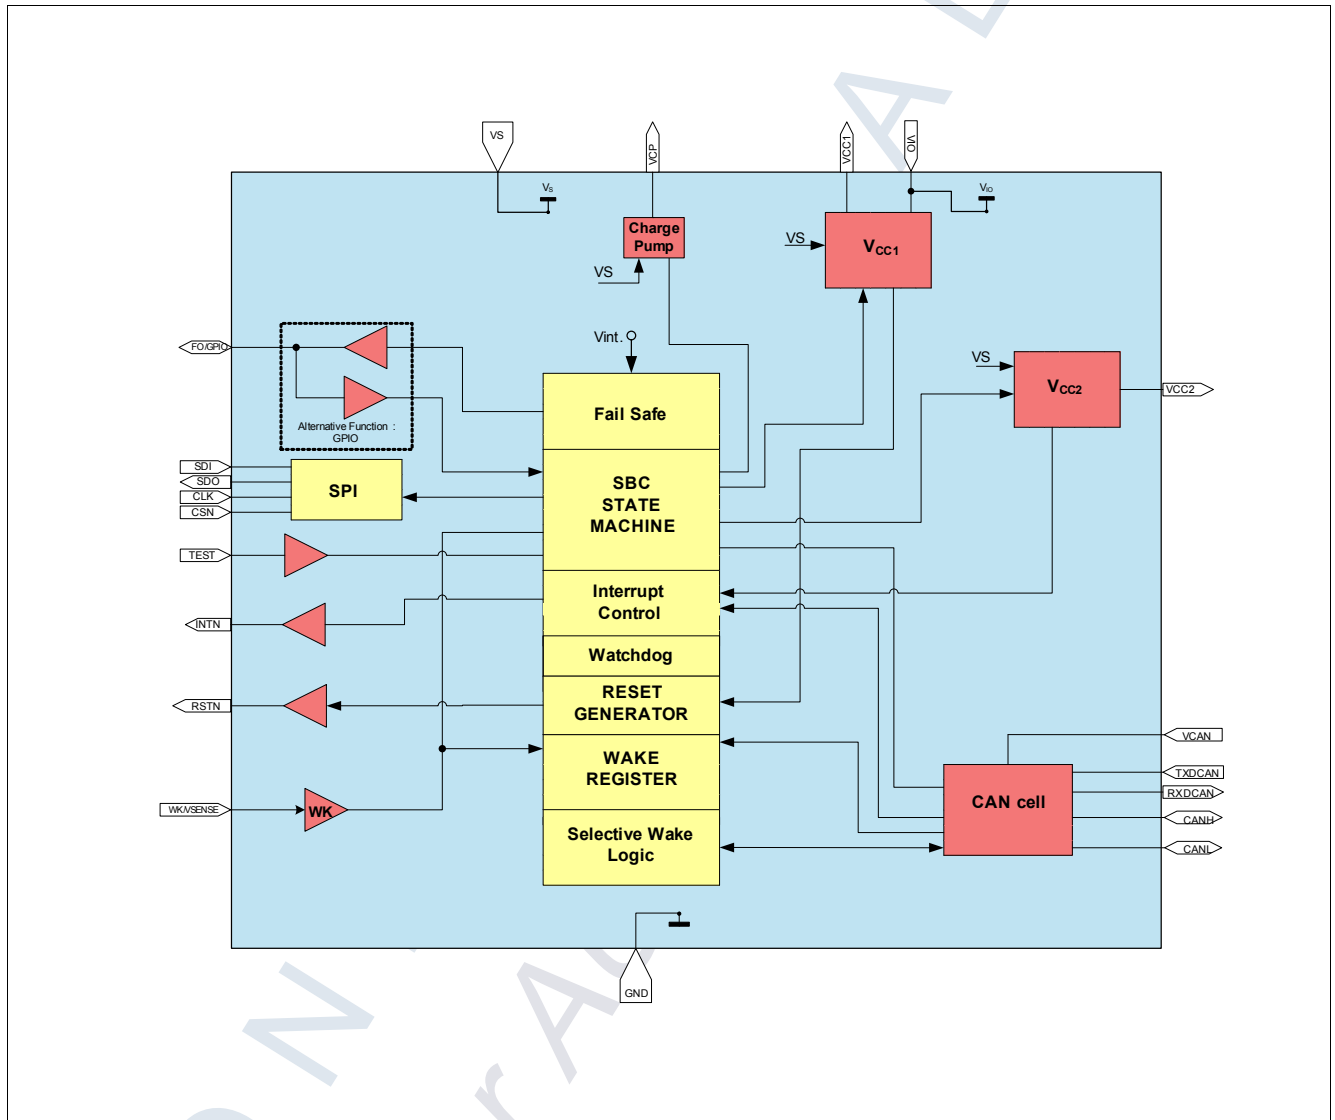 VS
VCP
VCC1
VIO
VS
VIO
Charge
Pump
VS
VS
VCC1
Vint.
FO/GPIO
Alternative Function :
GPIO
Fail Safe
VS
VCC2
VCC2
SDI
SDO
CLK
CSN
SPI
SBC
STATE
MACHINE
TEST
Interrupt
Control
INTN
Watchdog
RESET
GENERATOR
RSTN
WAKE
REGISTER
VCAN
TXDCAN
RXDCAN
CANH
CANL
CAN cell
WK/VSENSE
WK
Selective Wake
Logic
GND